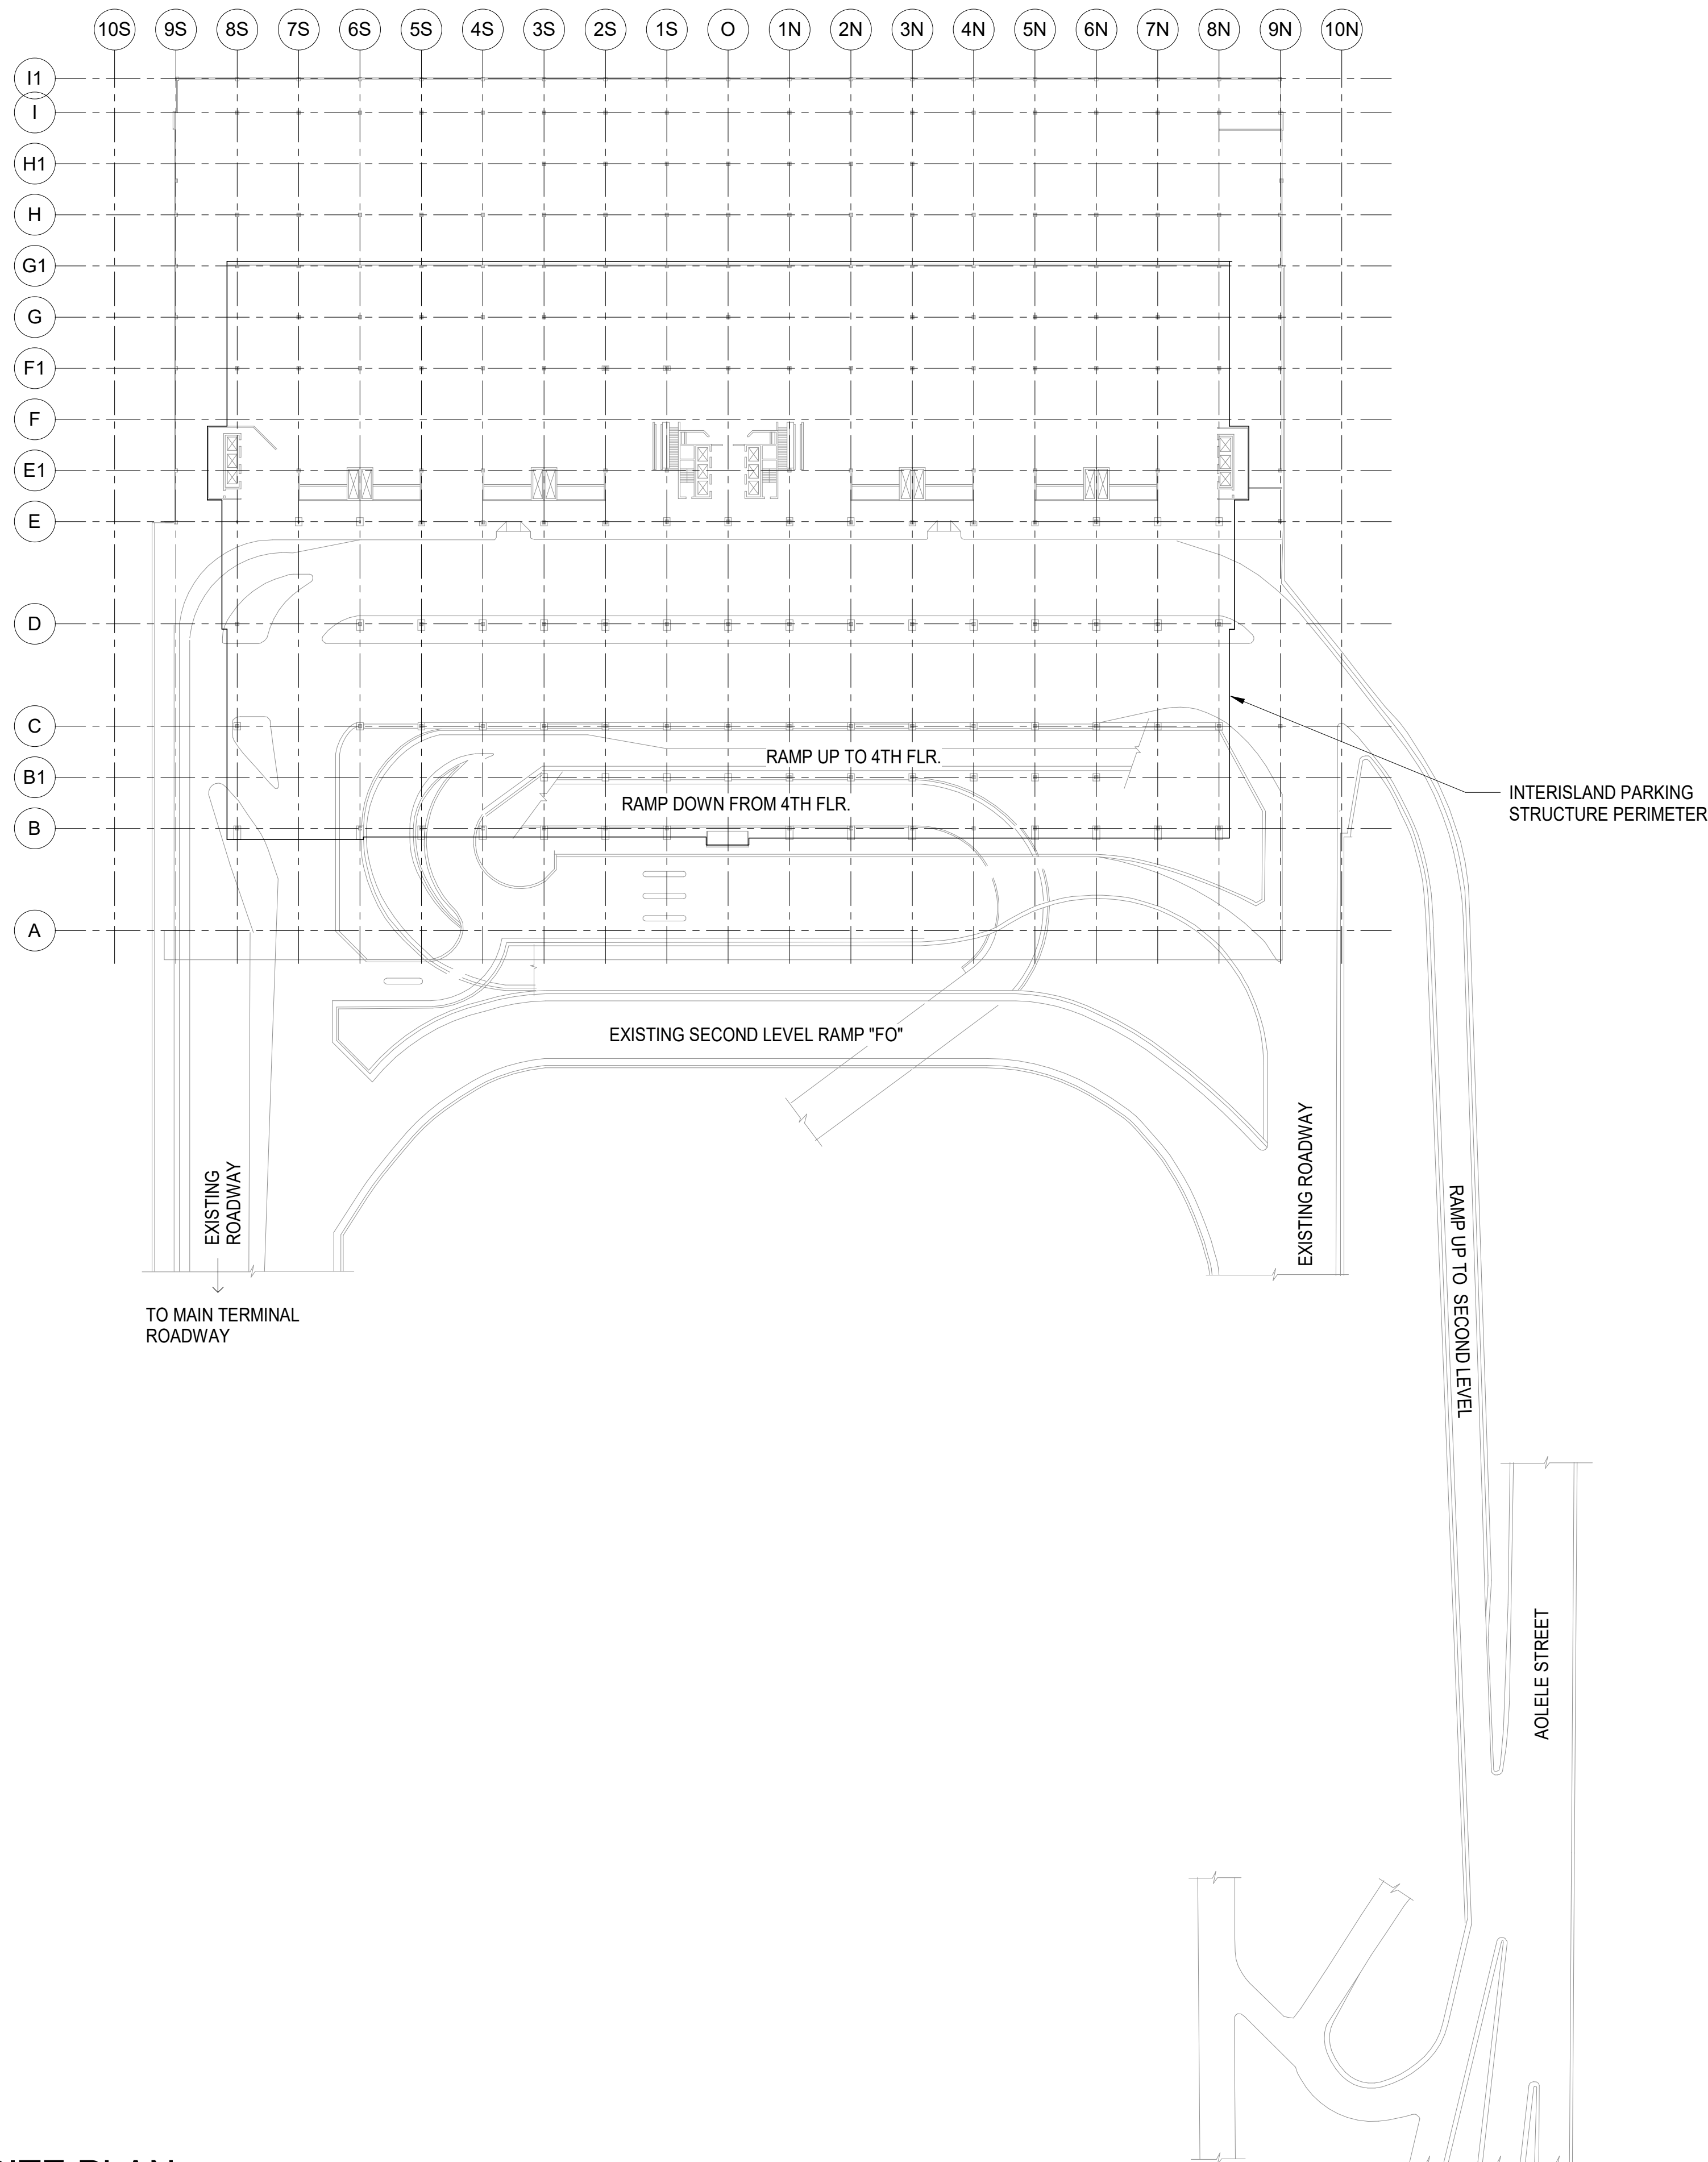 10S 9S 8S 7S 6S 5S 4S 3S 2S 1S O 1N 2N 3N 4N 5N 6N 7N 8N 9N 10N
I1
I
H1
H
G1
G
F1
F
E1
E
D
C
B1
B
A
RAMP UP TO 4TH FLR.
RAMP DOWN FROM 4TH FLR.
INTERISLAND PARKING
STRUCTURE PERIMETER
EXISTING SECOND LEVEL RAMP "FO"
EXISTING
ROADWAY
EXISTING ROADWAY
TO MAIN TERMINAL
ROADWAY
RAMP UP TO SECOND LEVEL
AOLELE STREET